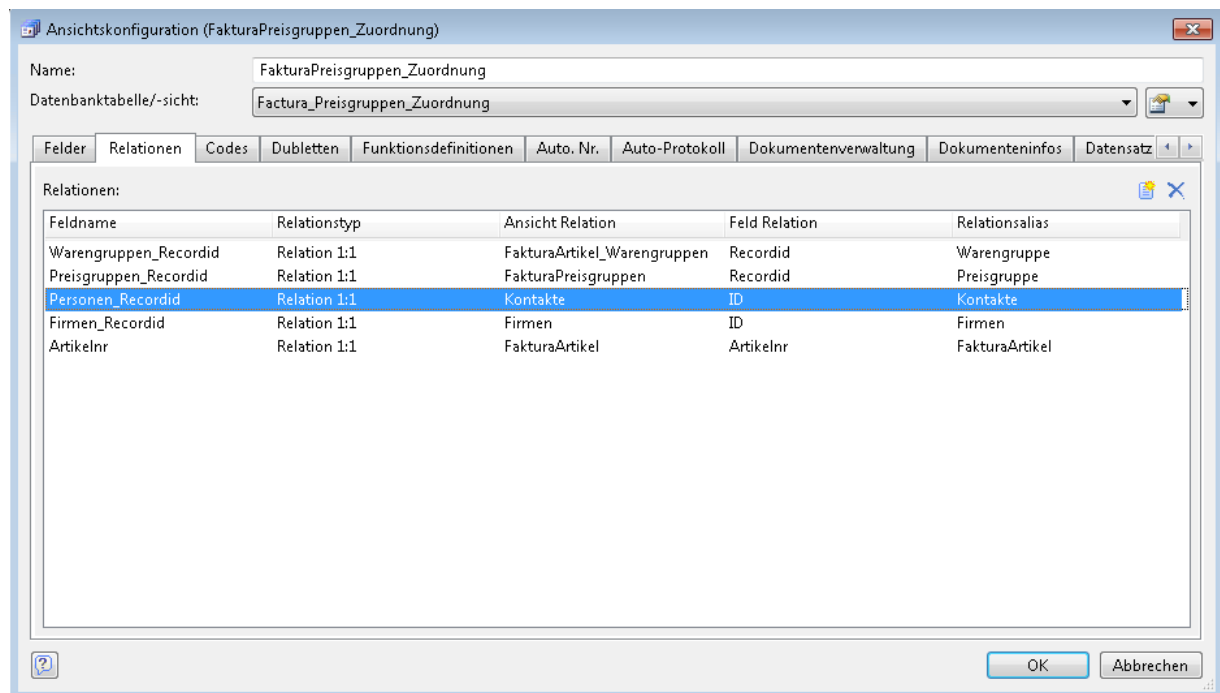 Ansichtskonfiguration (FakturaPreisgruppen_Zuordnung)
Name: FakturaPreisgruppen_Zuordnung
Datenbanktabelle/-sicht: Factura_Preisgruppen_Zuordnung
Felder Relationen Codes Dubletten Funktionsdefinitionen Auto. Nr. Auto-Protokoll Dokumentenverwaltung Dokumenteninfos Datensatz
Relationen:
Feldname Relationstyp Ansicht Relation Feld Relation Relationsalias
Warengruppen_Recordid Relation 1:1 FakturaArtikel_Warengruppen Recordid Warengruppe
Preisgruppen_Recordid Relation 1:1 FakturaPreisgruppen Recordid Preisgruppe
Personen_Recordid Relation 1:1 Kontakte ID Kontakte
Firmen_Recordid Relation 1:1 Firmen ID Firmen
Artikelnr Relation 1:1 FakturaArtikel Artikelnr FakturaArtikel
OK Abbrechen